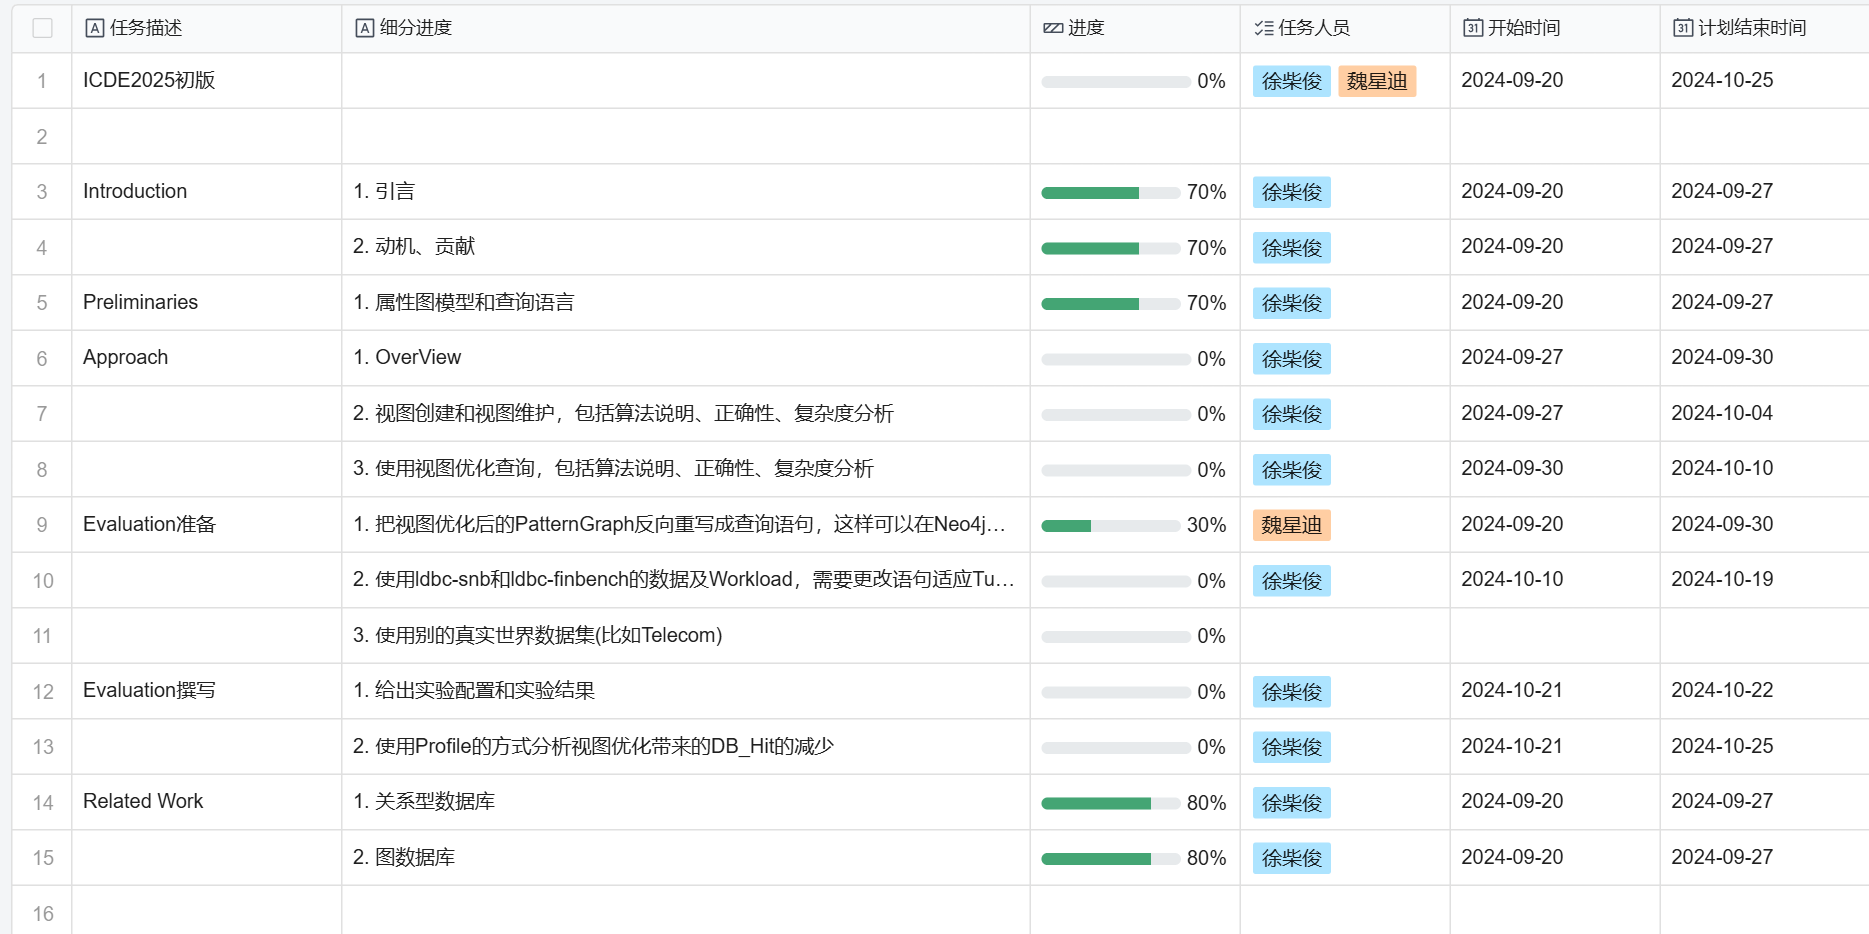 任务描述 细分进度 进度 任务人员 开始时间 计划结束时间
1 ICDE2025初版 0% 徐柴俊 魏星迪 2024-09-20 2024-10-25
2
3 Introduction 1. 引言 70% 徐柴俊 2024-09-20 2024-09-27
4 2. 动机、贡献 70% 徐柴俊 2024-09-20 2024-09-27
5 Preliminaries 1. 属性图模型和查询语言 70% 徐柴俊 2024-09-20 2024-09-27
6 Approach 1. OverView 0% 徐柴俊 2024-09-27 2024-09-30
7 2. 视图创建和视图维护，包括算法说明、正确性、复杂度分析 0% 徐柴俊 2024-09-27 2024-10-04
8 3. 使用视图优化查询，包括算法说明、正确性、复杂度分析 0% 徐柴俊 2024-09-30 2024-10-10
9 Evaluation准备 1. 把视图优化后的PatternGraph反向重写成查询语句，这样可以在Neo4j... 30% 魏星迪 2024-09-20 2024-09-30
10 2. 使用ldbc-snb和ldbc-finbench的数据及Workload，需要更改语句适应Tu... 0% 徐柴俊 2024-10-10 2024-10-19
11 3. 使用别的真实世界数据集(比如Telecom) 0%
12 Evaluation撰写 1. 给出实验配置和实验结果 0% 徐柴俊 2024-10-21 2024-10-22
13 2. 使用Profile的方式分析视图优化带来的DB_Hit的减少 0% 徐柴俊 2024-10-21 2024-10-25
14 Related Work 1. 关系型数据库 80% 徐柴俊 2024-09-20 2024-09-27
15 2. 图数据库 80% 徐柴俊 2024-09-20 2024-09-27
16